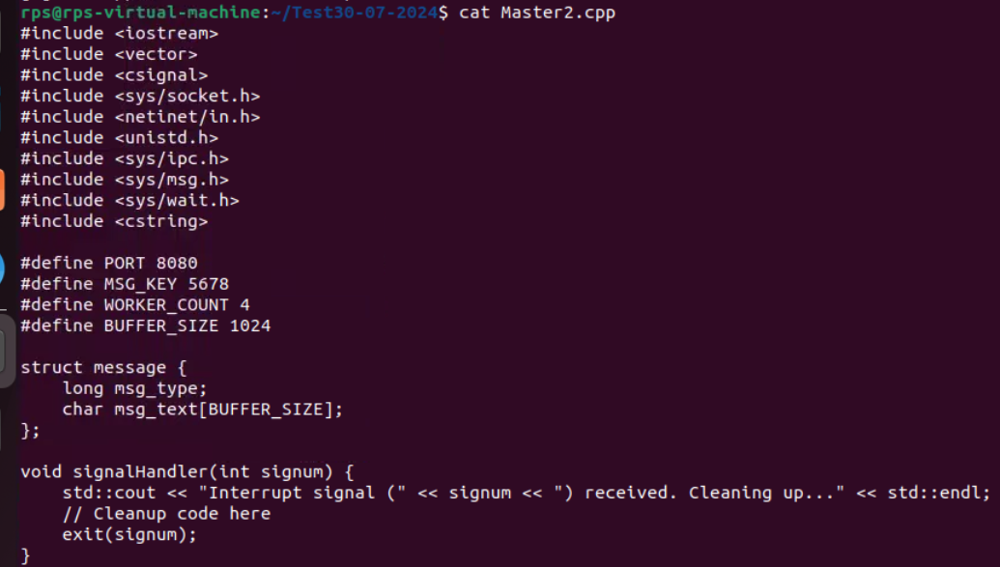 rps@rps-virtual-machine:~/Test30-07-2024$ cat Master2.cpp
#include <iostream>
#include <vector>
#include <csignal>
#include <sys/socket.h>
#include <netinet/in.h>
#include <unistd.h>
#include <sys/ipc.h>
#include <sys/msg.h>
#include <sys/wait.h>
#include <cstring>

#define PORT 8080
#define MSG_KEY 5678
#define WORKER_COUNT 4
#define BUFFER_SIZE 1024

struct message {
    long msg_type;
    char msg_text[BUFFER_SIZE];
};

void signalHandler(int signum) {
    std::cout << "Interrupt signal (" << signum << ") received. Cleaning up..." << std::endl;
    // Cleanup code here
    exit(signum);
}